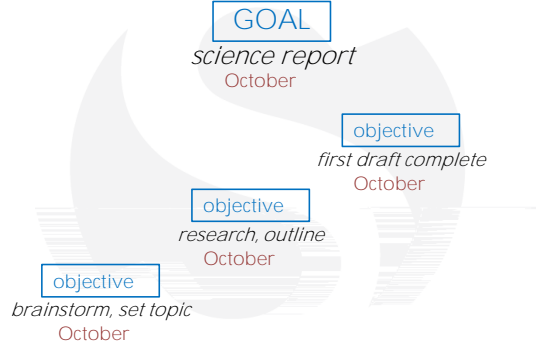 GOAL
science report
October
objective
first draft complete
October
objective
research, outline
October
objective
brainstorm, set topic
October